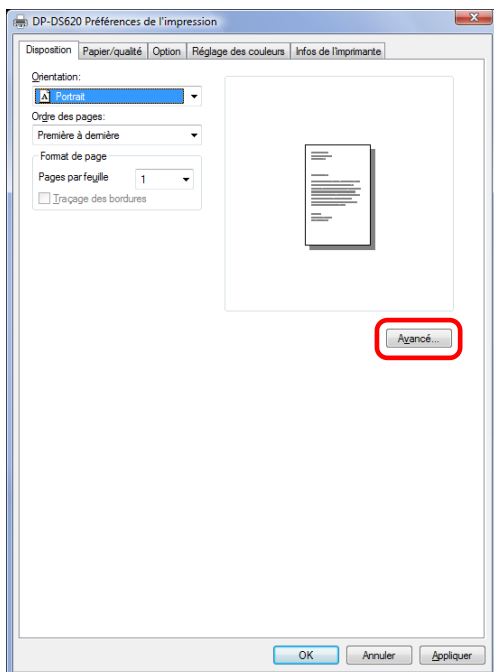 DP-DS620 Préférences de l'impression
Disposition Papier/qualité Option Réglage des couleurs Infos de l'imprimante
Orientation:
Portrait
Ordre des pages:
Première à dernière
Format de page
Pages par feuille 1
Traçage des bordures
Avancé...
OK Annuler Appliquer